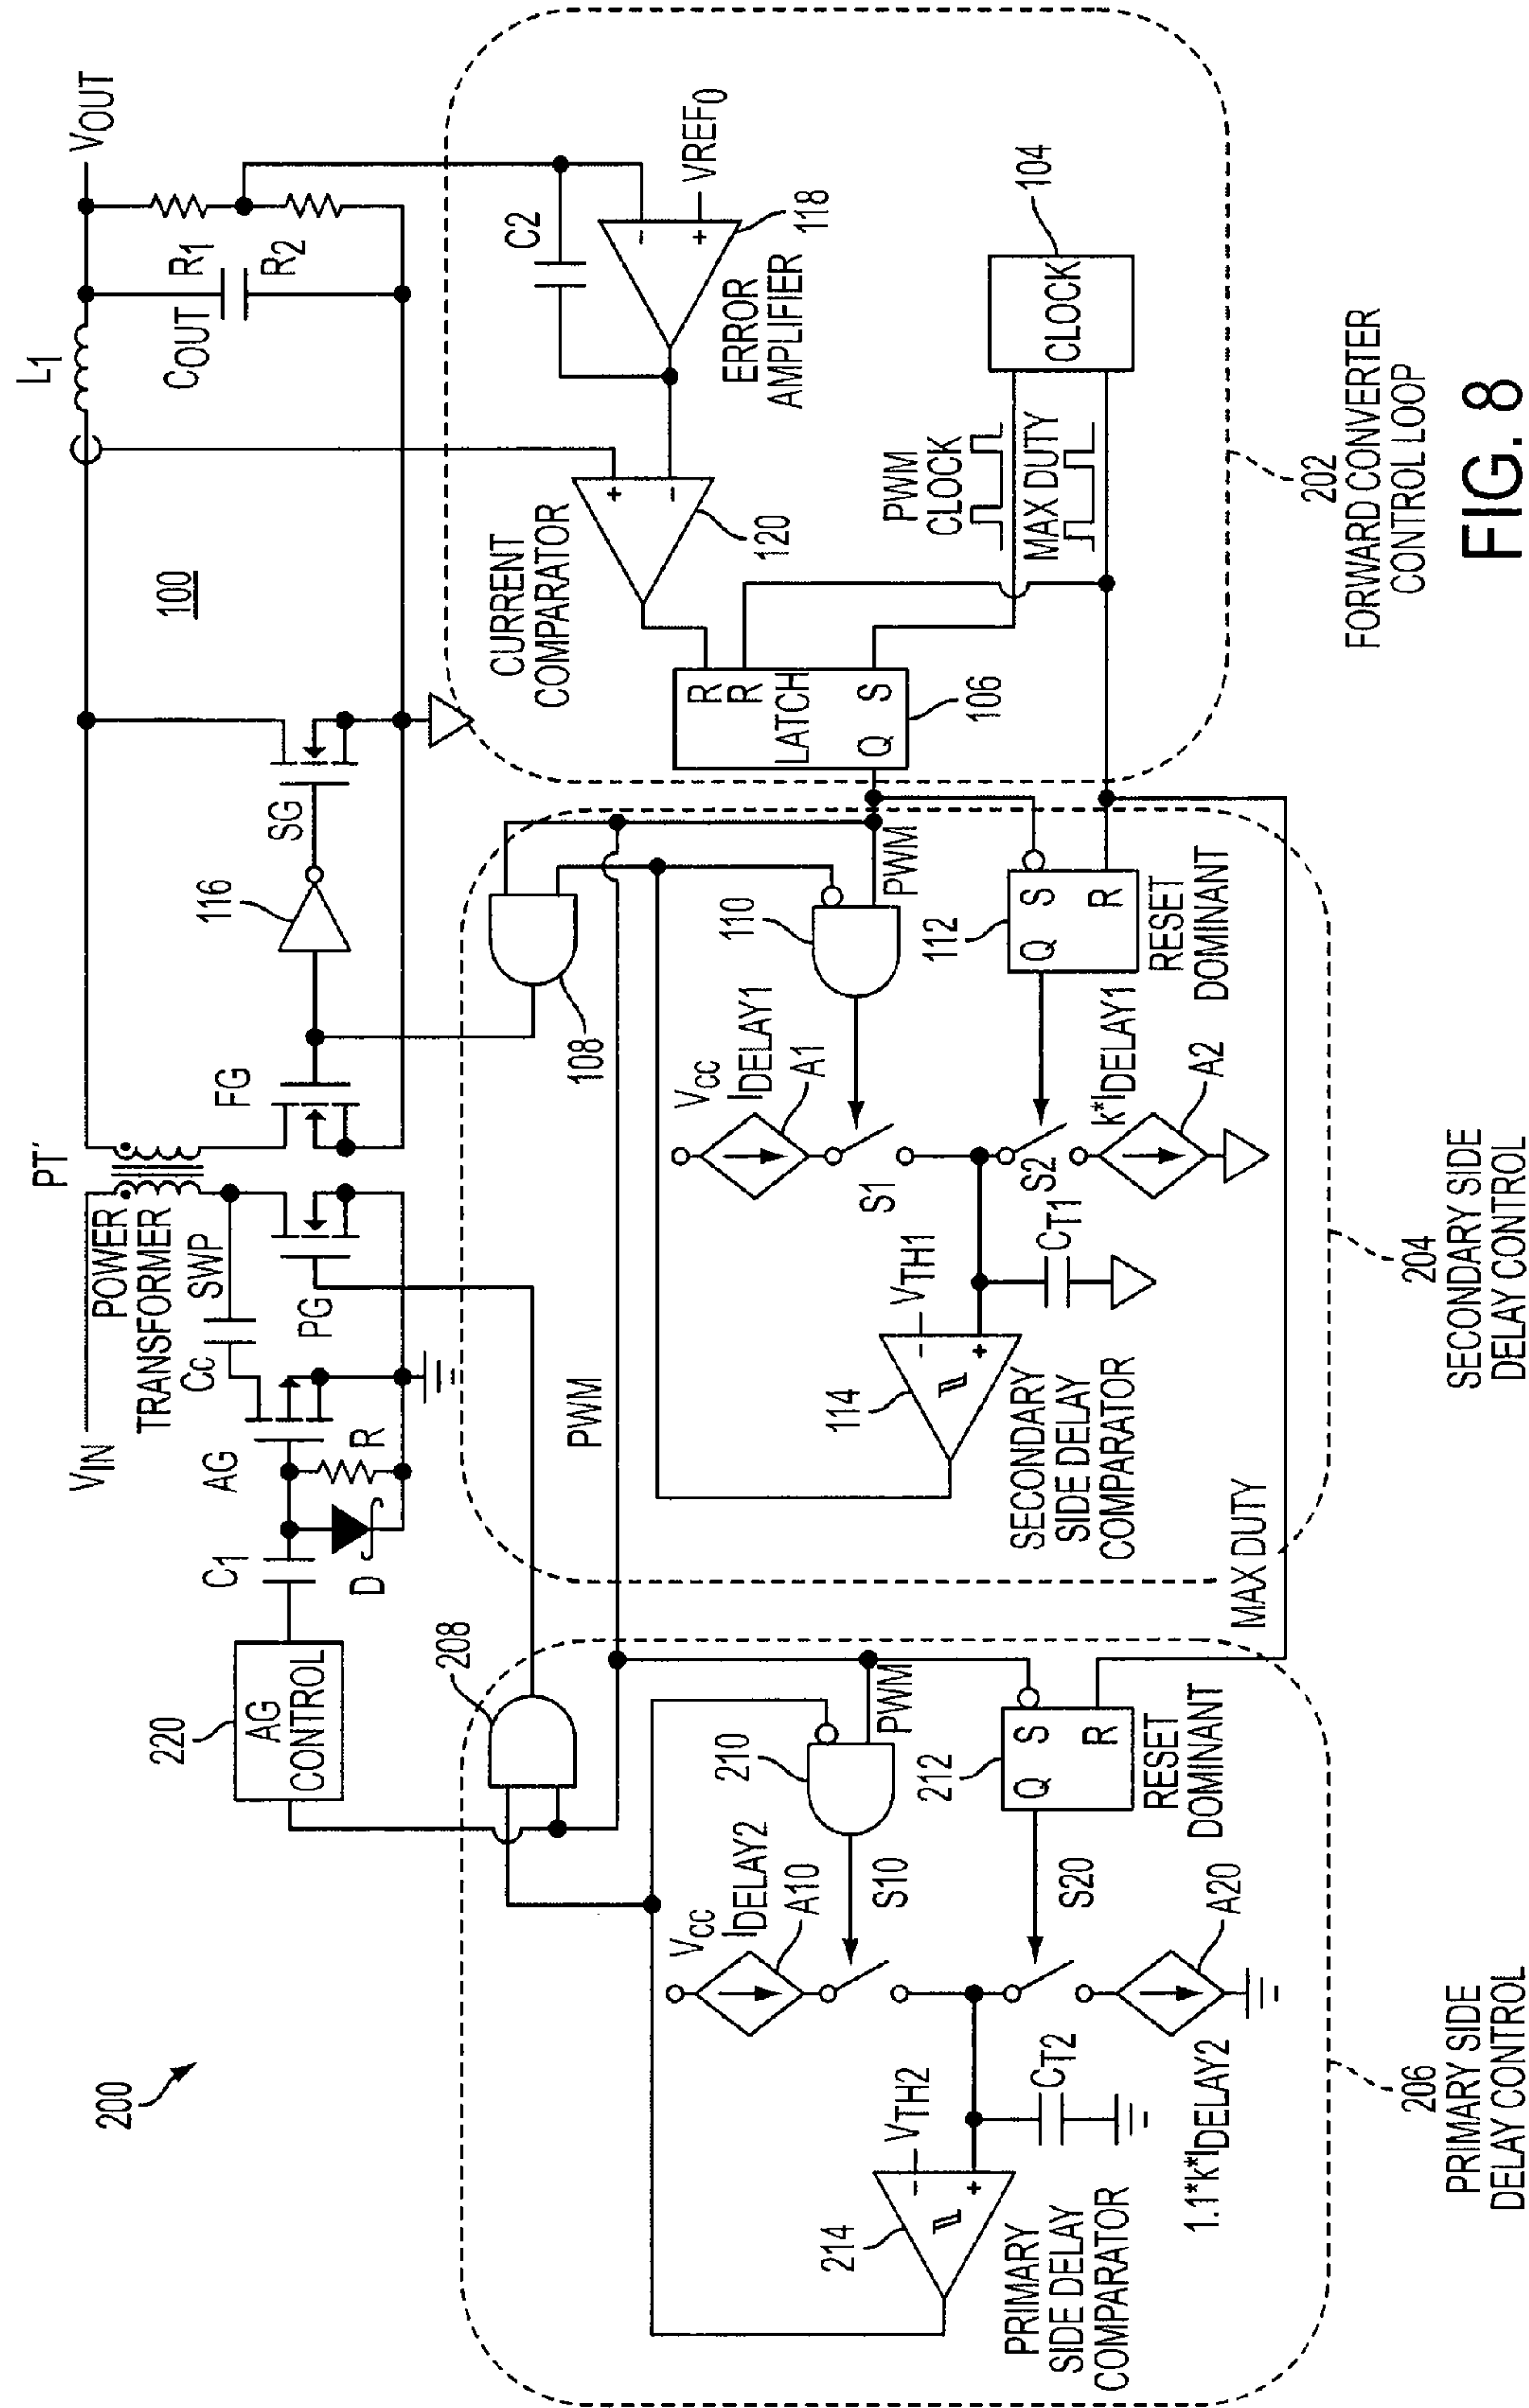 200
220
AG
CONTROL
C1
D
AG
R
VIN
POWER
TRANSFORMER
CC
SWP
PG
PT'
FG
116
SG
100
L1
COUT
R1
R2
VOUT
208
PWM
108
210
PWM
VCC
IDELAY2
A10
S10
212
Q
S
R
RESET
DOMINANT
S20
A20
1.1*k*IDELAY2
VTH2
CT2
214
-
+
PRIMARY
SIDE DELAY
COMPARATOR
206
PRIMARY SIDE
DELAY CONTROL
MAX DUTY
110
PWM
VCC
IDELAY1
A1
S1
112
Q
S
R
RESET
DOMINANT
S2
k*IDELAY1
A2
VTH1
CT1
114
-
+
SECONDARY
SIDE DELAY
COMPARATOR
204
SECONDARY SIDE
DELAY CONTROL
CURRENT
COMPARATOR
+
-
120
R
R
LATCH
Q
S
106
C2
-
+
VREF0
118
ERROR
AMPLIFIER
PWM
CLOCK
MAX DUTY
CLOCK
104
202
FORWARD CONVERTER
CONTROL LOOP
FIG. 8